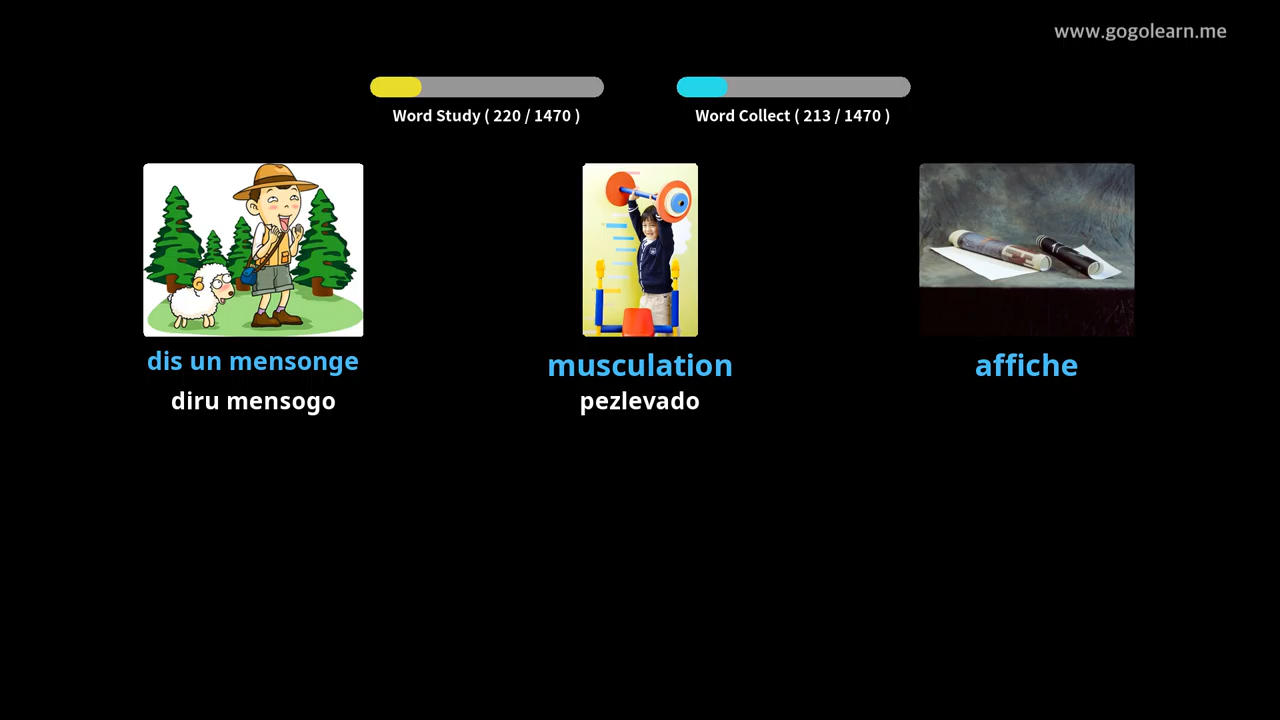 www.gogolearn.me
Word Study ( 220 / 1470 )
Word Collect ( 213 / 1470 )
dis un mensonge
diru mensogo
musculation
pezlevado
affiche